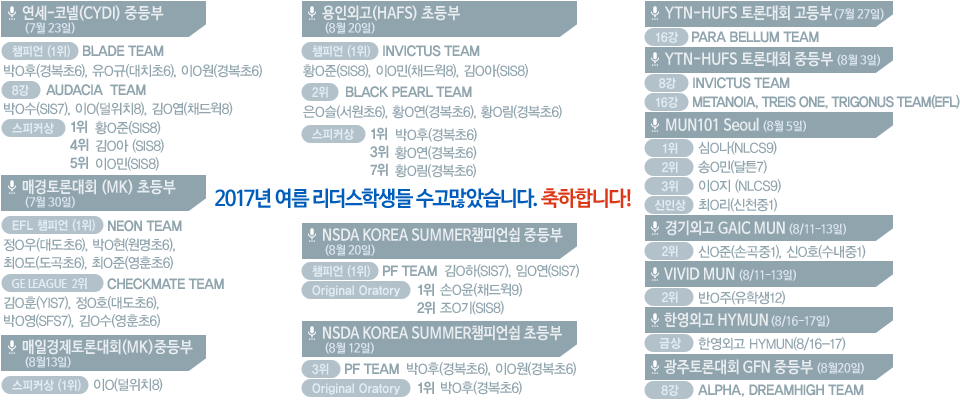 연세-코넬(CYDI) 중등부
(7월 23일)
챔피언 (1위) BLADE TEAM
박O후(경복초6), 유O규(대치초6), 이O원(경복초6)
8강 AUDACIA TEAM
박O수(SIS7), 이O(덜위치8), 김O엽(채드윅8)
스피커상 1위 황O준(SIS8)
4위 김O아 (SIS8)
5위 이O민(SIS8)
매경토론대회 (MK) 초등부
(7월 30일)
EFL 챔피언 (1위) NEON TEAM
정O우(대도초6), 박O현(원명초6),
최O도(도곡초6), 최O준(영훈초6)
GE LEAGUE 2위 CHECKMATE TEAM
김O훈(YIS7), 정O호(대도초6),
박O영(SFS7), 김O수(영훈초6)
매일경제토론대회(MK)중등부
(8월13일)
스피커상 (1위) 이O(덜위치8)
용인외고(HAFS) 초등부
(8월 20일)
챔피언 (1위) INVICTUS TEAM
황O준(SIS8), 이O민(채드윅8), 김O아(SIS8)
2위 BLACK PEARL TEAM
은O슬(서원초6), 황O연(경복초6), 황O림(경복초6)
스피커상 1위 박O후(경복초6)
3위 황O연(경복초6)
7위 황O림(경복초6)
2017년 여름 리더스학생들 수고많았습니다. 축하합니다!
NSDA KOREA SUMMER챔피언쉽 중등부
(8월 20일)
챔피언 (1위) PF TEAM 김O하(SIS7), 임O연(SIS7)
Original Oratory 1위 손O윤(채드윅9)
2위 조O기(SIS8)
NSDA KOREA SUMMER챔피언쉽 초등부
(8월 12일)
3위 PF TEAM 박O후(경복초6), 이O원(경복초6)
Original Oratory 1위 박O후(경복초6)
YTN-HUFS 토론대회 고등부 (7월 27일)
16강 PARA BELLUM TEAM
YTN-HUFS 토론대회 중등부 (8월 3일)
8강 INVICTUS TEAM
16강 METANOIA, TREIS ONE, TRIGONUS TEAM(EFL)
MUN101 Seoul (8월 5일)
1위 심O나(NLCS9)
2위 송O민(달튼7)
3위 이O지 (NLCS9)
신인상 최O리(신천중1)
경기외고 GAIC MUN (8/11-13일)
2위 신O준(손곡중1), 신O호(수내중1)
VIVID MUN (8/11-13일)
2위 반O주(유학생12)
한영외고 HYMUN (8/16-17일)
금상 한영외고 HYMUN(8/16-17)
광주토론대회 GFN 중등부 (8월20일)
8강 ALPHA, DREAMHIGH TEAM